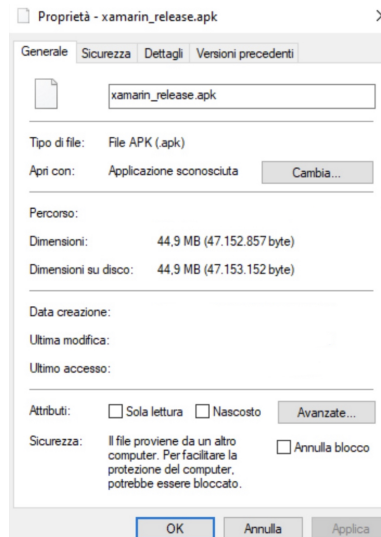 Proprietà - xamarin_release.apk
Generale Sicurezza Dettagli Versioni precedenti
xamarin_release.apk
Tipo di file: File APK (.apk)
Apri con: Applicazione sconosciuta Cambia...
Percorso:
Dimensioni: 44,9 MB (47.152.857 byte)
Dimensioni su disco: 44,9 MB (47.153.152 byte)
Data creazione:
Ultima modifica:
Ultimo accesso:
Attributi: Sola lettura Nascosto Avanzate...
Sicurezza: Il file proviene da un altro
computer. Per facilitare la
protezione del computer,
potrebbe essere bloccato.
Annulla blocco
OK Annulla Applica